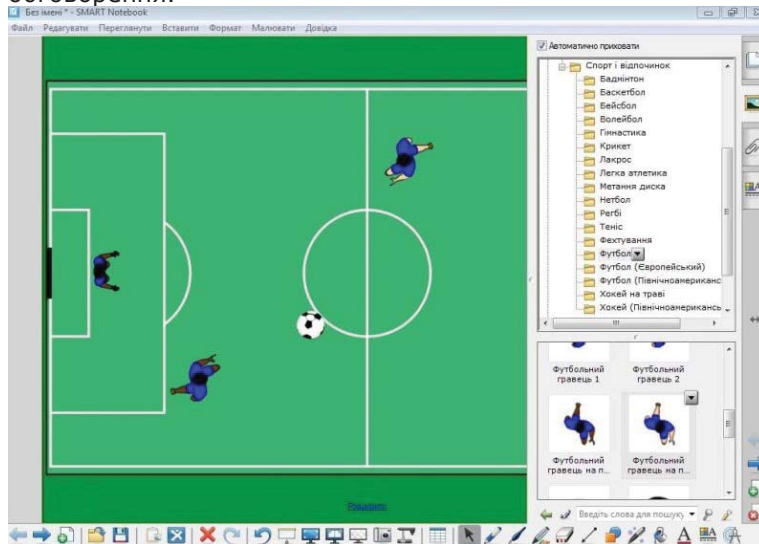 Без імені * - SMART Notebook
Файл Редагувати Переглянути Вставити Формат Малювати Довідка
Автоматично приховати
Спорт і відпочинок
Бадмінтон
Баскетбол
Бейсбол
Волейбол
Гімнастика
Крикет
Лакрос
Легка атлетика
Метання диска
Нетбол
Регбі
Теніс
Фехтування
Футбол
Футбол (Європейський)
Футбол (Північноамериканс
Хокей на траві
Хокей (Північноамериканс
Футбольний гравець 1
Футбольний гравець 2
Футбольний гравець на п...
Футбольний гравець на п...
Введіть слова для пошуку